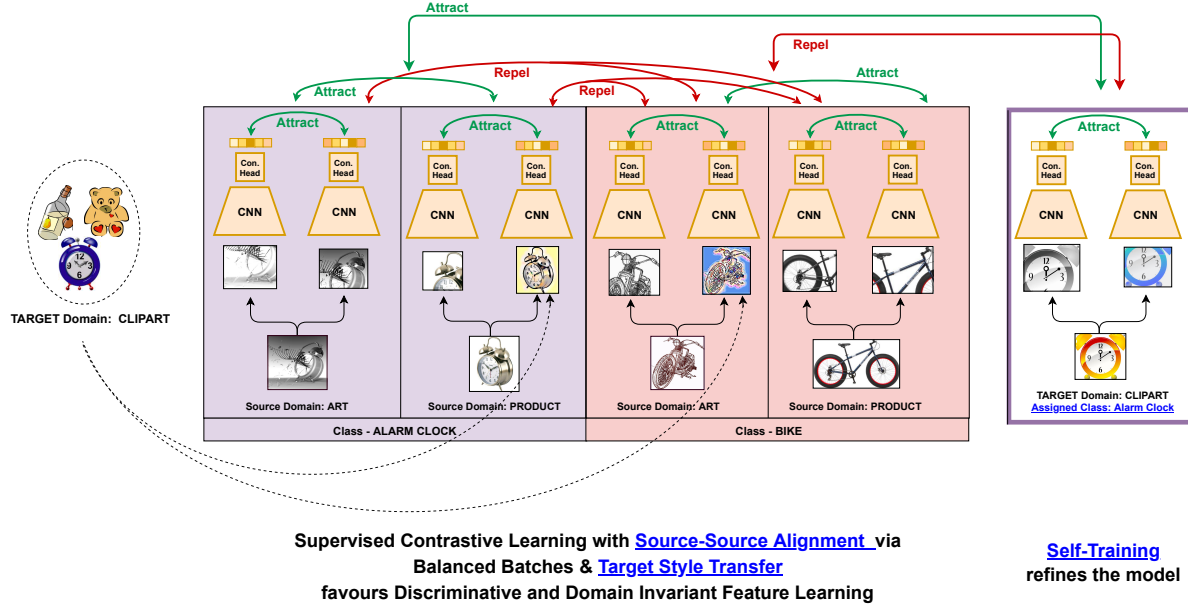 Attract
Repel
Repel
Attract
Attract
Repel
Attract
Attract
Attract
Attract
Attract
Con.
Head
Con.
Head
Con.
Head
Con.
Head
Con.
Head
Con.
Head
Con.
Head
Con.
Head
Con.
Head
Con.
Head
CNN
CNN
CNN
CNN
CNN
CNN
CNN
CNN
CNN
CNN
TARGET Domain: CLIPART
Source Domain: ART
Source Domain: PRODUCT
Source Domain: ART
Source Domain: PRODUCT
TARGET Domain: CLIPART
Assigned Class: Alarm Clock
Class - ALARM CLOCK
Class - BIKE
Supervised Contrastive Learning with Source-Source Alignment via
Balanced Batches & Target Style Transfer
favours Discriminative and Domain Invariant Feature Learning
Self-Training
refines the model